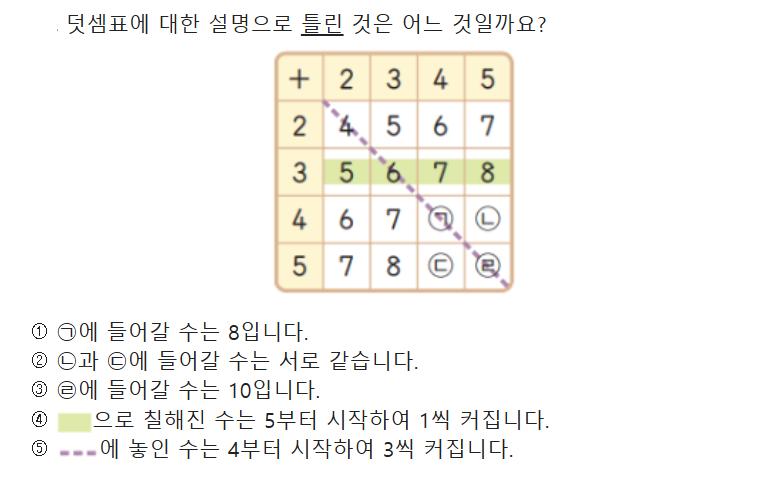 . 덧셈표에 대한 설명으로 틀린 것은 어느 것일까요?
+ 2 3 4 5
2 4 5 6 7
3 5 6 7 8
4 6 7 ㉠ ㉡
5 7 8 ㉢ ㉣
① ㉠에 들어갈 수는 8입니다.
② ㉡과 ㉢에 들어갈 수는 서로 같습니다.
③ ㉣에 들어갈 수는 10입니다.
④ 으로 칠해진 수는 5부터 시작하여 1씩 커집니다.
⑤ 에 놓인 수는 4부터 시작하여 3씩 커집니다.